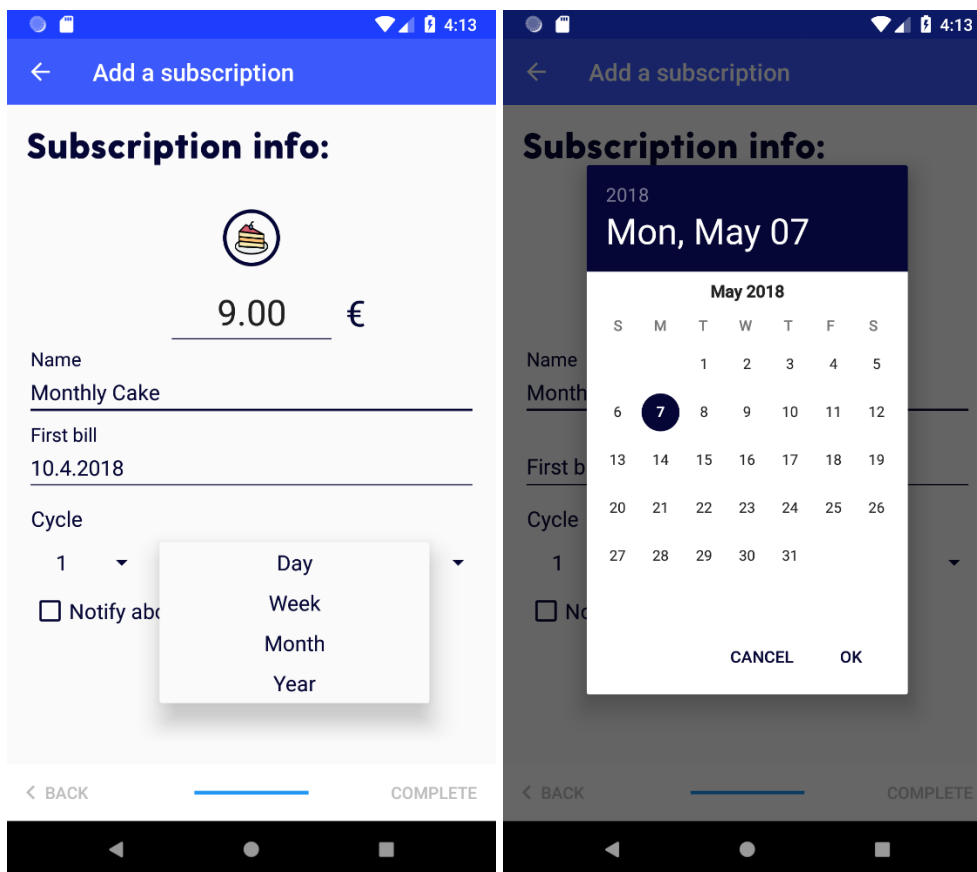 4:13
Add a subscription
Subscription info:
9.00 €
Name
Monthly Cake
First bill
10.4.2018
Cycle
1
Day
Week
Month
Year
Notify abo
BACK
COMPLETE
4:13
Add a subscription
Subscription info:
2018
Mon, May 07
May 2018
S M T W T F S
1 2 3 4 5
6 7 8 9 10 11 12
13 14 15 16 17 18 19
20 21 22 23 24 25 26
27 28 29 30 31
CANCEL OK
Name
Month
First b
Cycle
1
No
BACK
COMPLETE